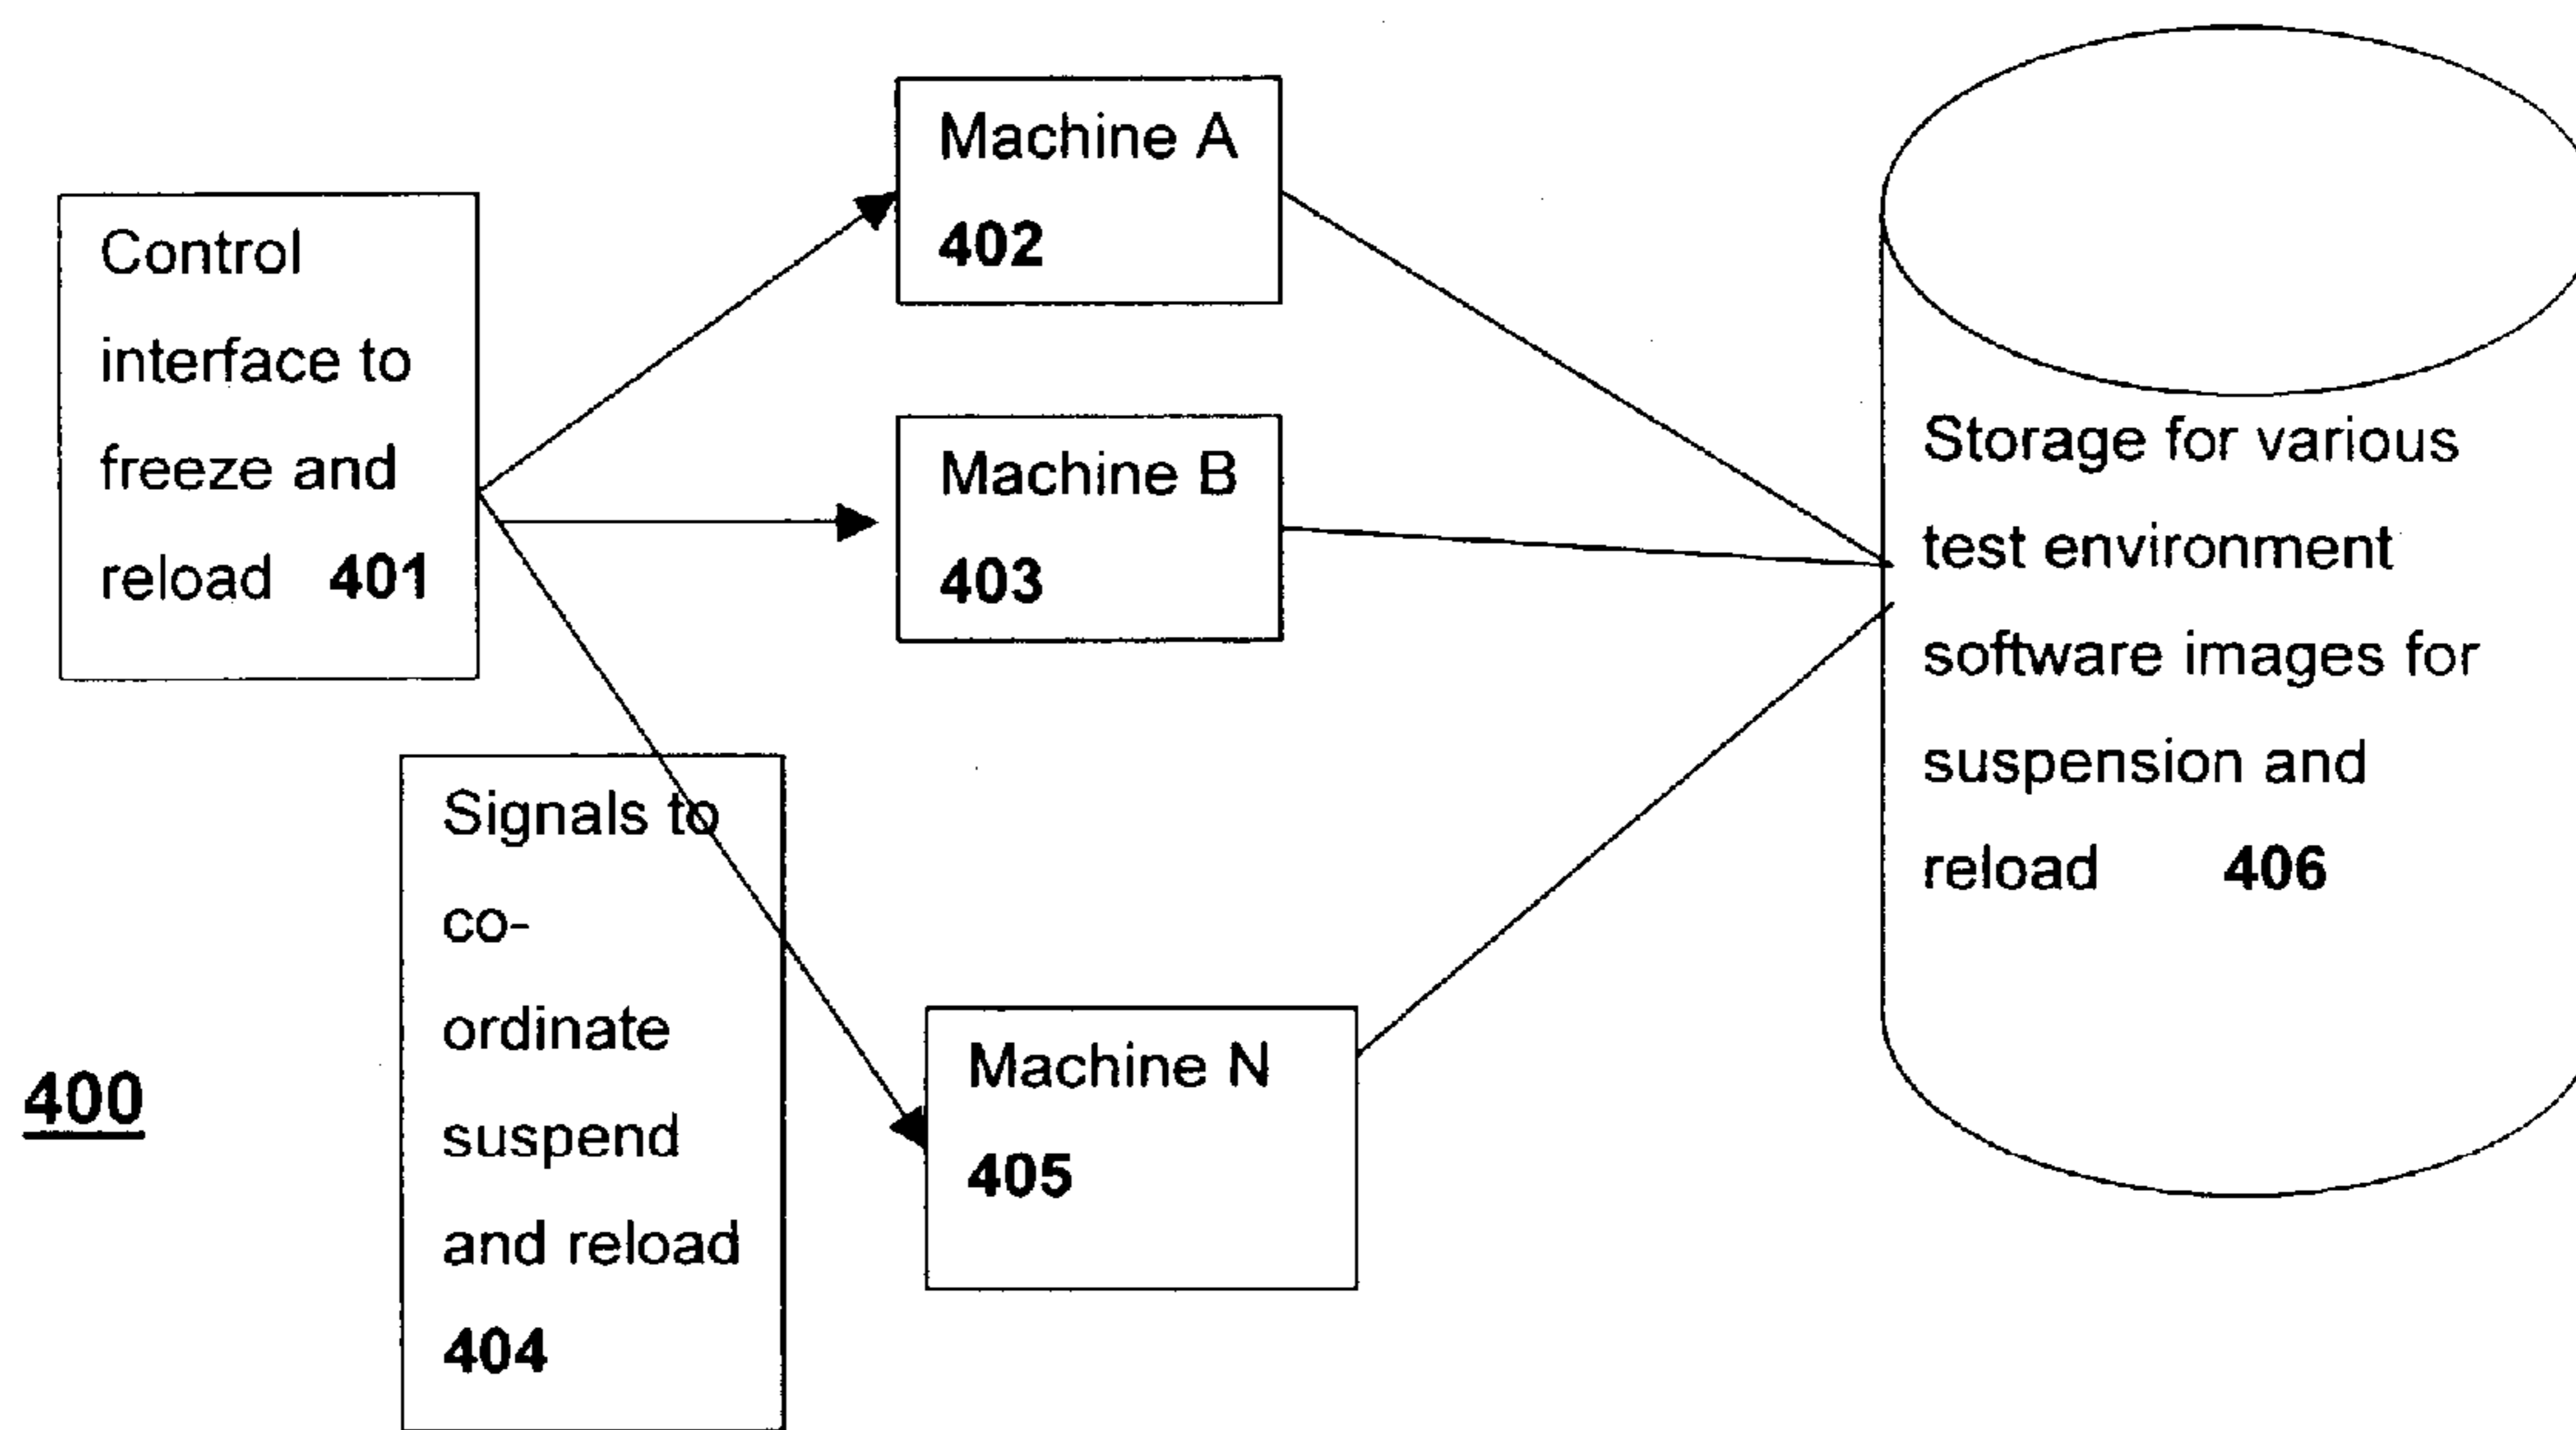 Control
interface to
freeze and
reload 401
Machine A
402
Machine B
403
Signals to
co-
ordinate
suspend
and reload
404
Machine N
405
Storage for various
test environment
software images for
suspension and
reload 406
400